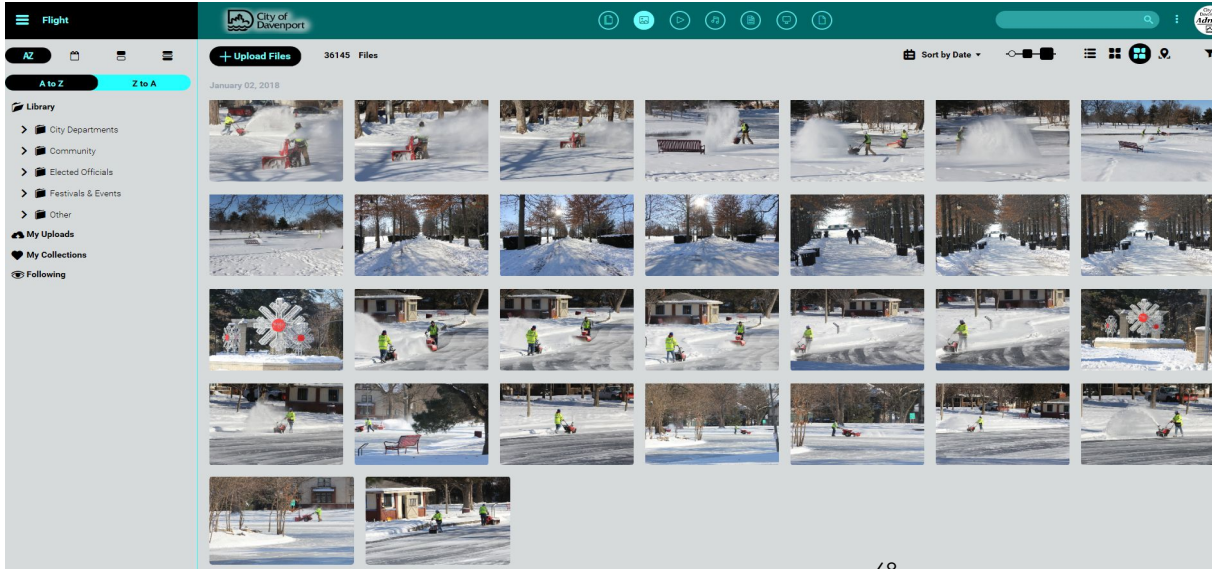 Flight
City of
Davenport
AZ
Upload Files
36145 Files
Sort by Date
A to Z
Z to A
January 02, 2018
Library
City Departments
Community
Elected Officials
Festivals & Events
Other
My Uploads
My Collections
Following